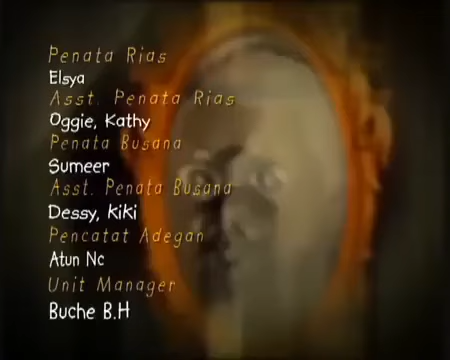 Penata Rias
Elsya
Asst. Penata Rias
Oggie, Kathy
Penata Busana
Sumeer
Asst. Penata Busana
Dessy, kiki
Pencatat Adegan
Atun Nc
Unit Manager
Buche B.H